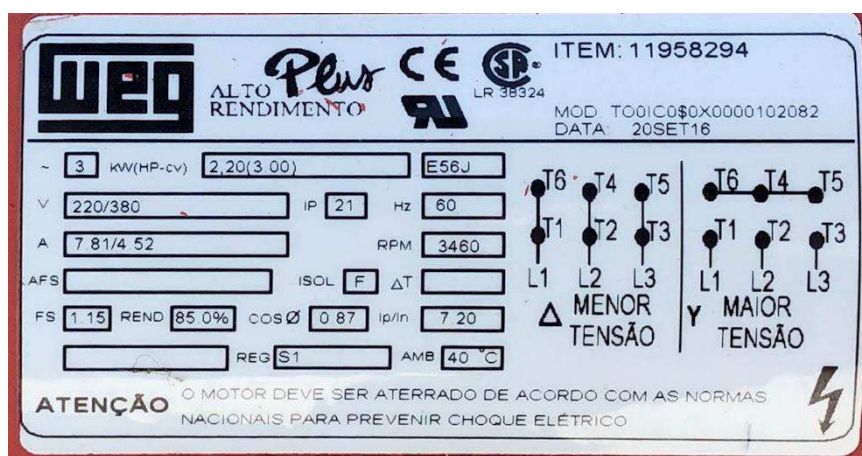 WEG
ALTO Plus
RENDIMENTO
CE
SA®
LR 38324
ITEM: 11958294
MOD. TO0IC0$0X0000102082
DATA: 20SET16
~ 3 KW(HP-cv) 2,20(3.00) E56J
V 220/380 IP 21 Hz 60
A 7.81/4.52 RPM 3460
AFS ISOL F ΔT
FS 1.15 REND 85.0% COSØ 0.87 Ip/In 7.20
REG S1 AMB 40 °C
T6 T4 T5
T1 T2 T3
L1 L2 L3
Δ MENOR
TENSÃO
T6 T4 T5
T1 T2 T3
L1 L2 L3
Y MAIOR
TENSÃO
ATENÇÃO
O MOTOR DEVE SER ATERRADO DE ACORDO COM AS NORMAS
NACIONAIS PARA PREVENIR CHOQUE ELÉTRICO